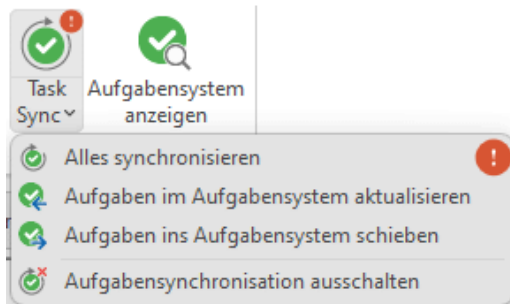 Task Sync
Aufgabensystem anzeigen
Alles synchronisieren
Aufgaben im Aufgabensystem aktualisieren
Aufgaben ins Aufgabensystem schieben
Aufgabensynchronisation ausschalten